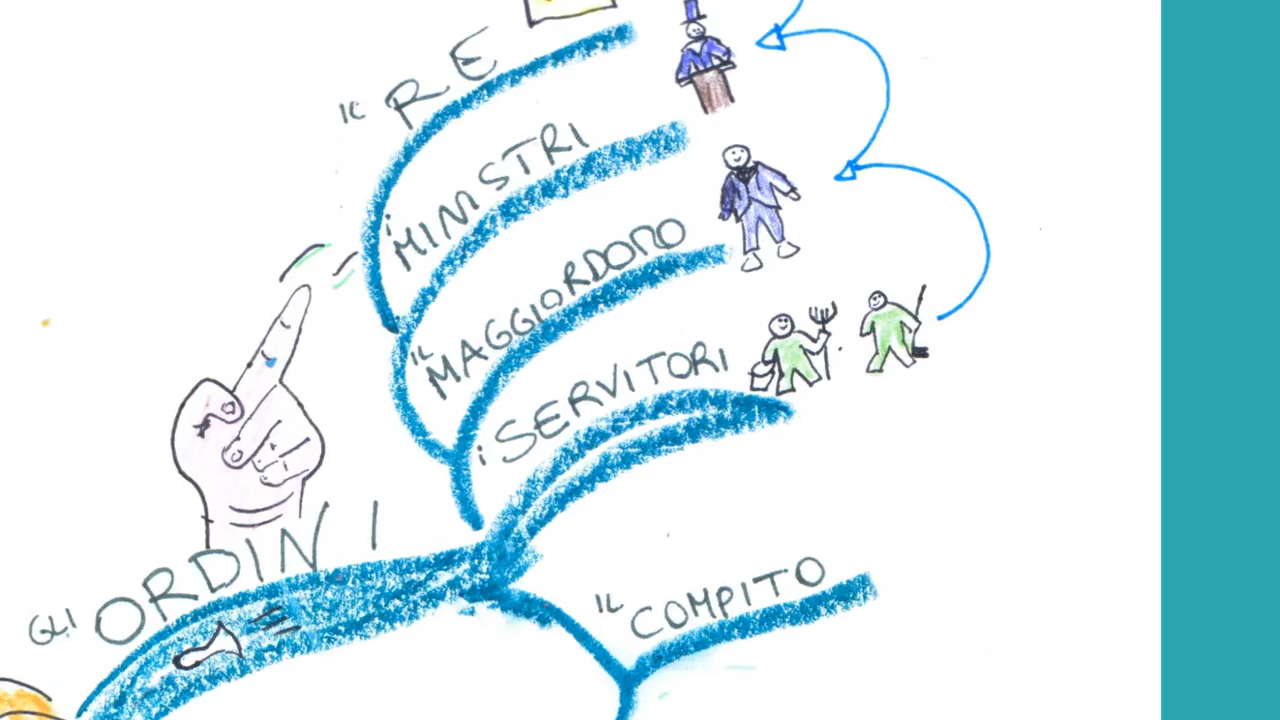 IL RE
i MINISTRI
IL MAGGIORDOMO
i SERVITORI
GLI ORDINI
IL COMPITO